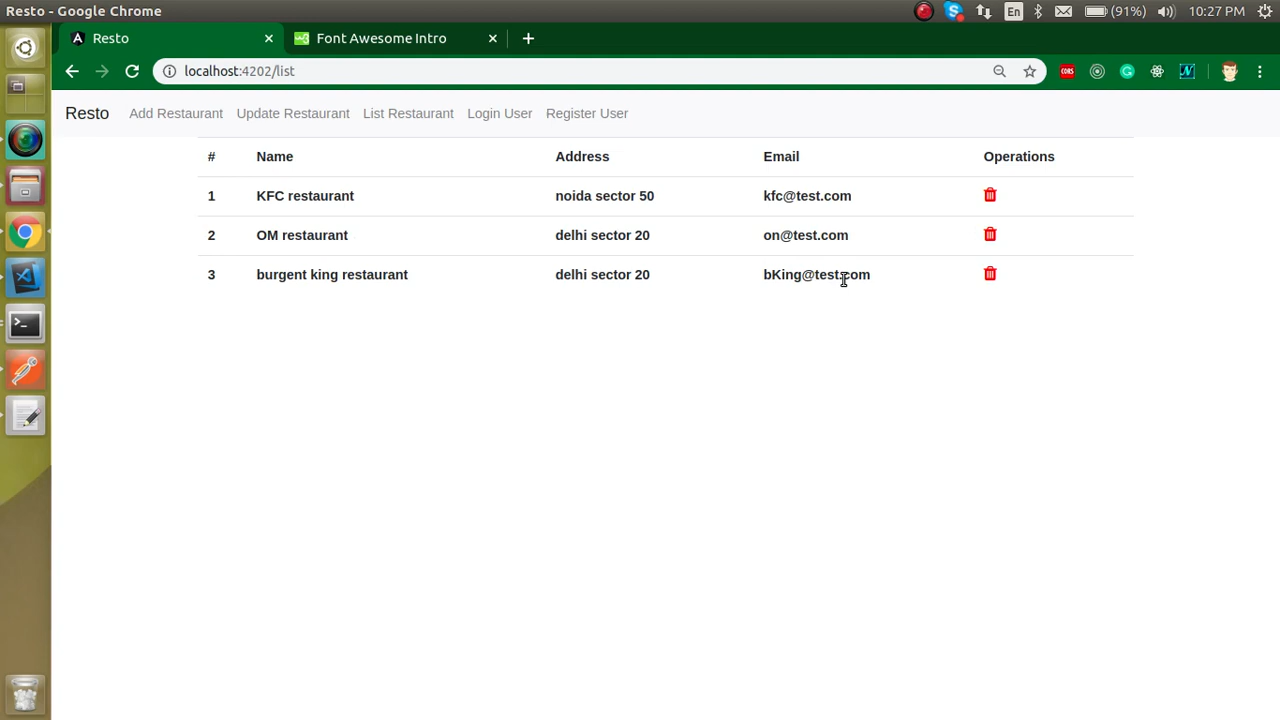 Resto - Google Chrome
En
(91%)
10:27 PM
Resto
Font Awesome Intro
localhost:4202/list
CORS
Resto Add Restaurant Update Restaurant List Restaurant Login User Register User
# Name Address Email Operations
1 KFC restaurant noida sector 50 kfc@test.com
2 OM restaurant delhi sector 20 on@test.com
3 burgent king restaurant delhi sector 20 bKing@test.com